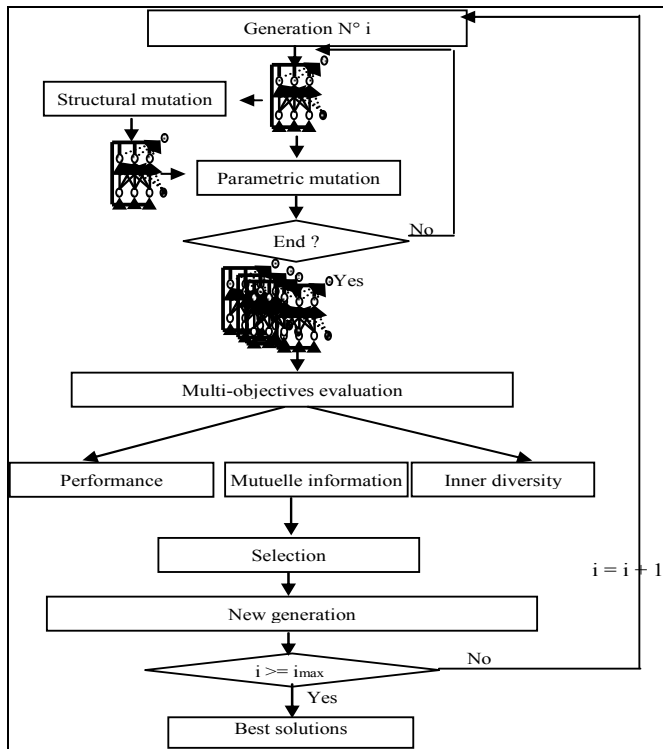 Generation N° i
Structural mutation
Parametric mutation
End ?
No
Yes
Multi-objectives evaluation
Performance
Mutuelle information
Inner diversity
Selection
i = i + 1
New generation
i >= imax
No
Yes
Best solutions